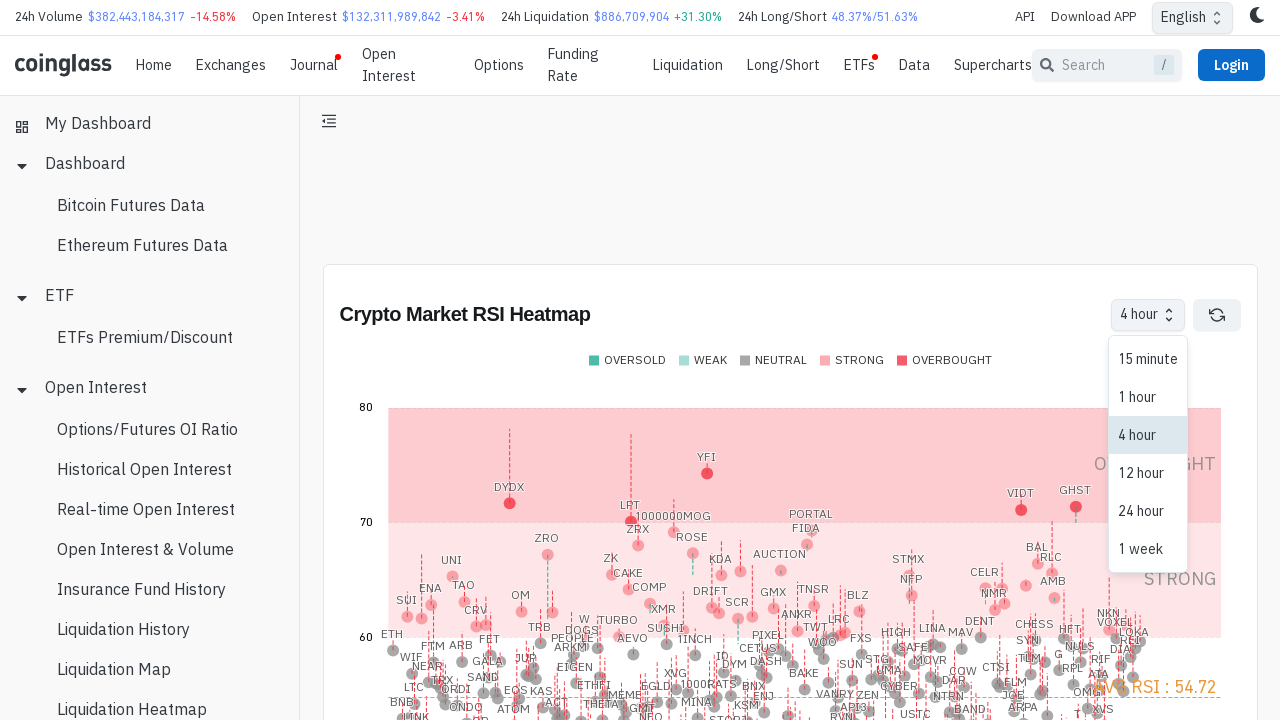 24h Volume $382,443,184,317 -14.58% Open Interest $132,311,989,842 -3.41% 24h Liquidation $886,709,904 +31.30% 24h Long/Short 48.37%/51.63% API Download APP English
coinglass Home Exchanges Journal Open Interest Options Funding Rate Liquidation Long/Short ETFs Data Supercharts Search / Login
My Dashboard
Dashboard
Bitcoin Futures Data
Ethereum Futures Data
ETF
ETFs Premium/Discount
Open Interest
Options/Futures OI Ratio
Historical Open Interest
Real-time Open Interest
Open Interest & Volume
Insurance Fund History
Liquidation History
Liquidation Map
Liquidation Heatmap
Crypto Market RSI Heatmap
4 hour
15 minute
1 hour
4 hour
12 hour
24 hour
1 week
OVERSOLD WEAK NEUTRAL STRONG OVERBOUGHT
80
YFI
DYDX
VIDT GHST
LPT
1000000MOG PORTAL
70
ZRX FIDA
ZRO ROSE
BAL
UNI ZK KDA AUCTION STMX RLC
CAKE CELR
ENA TAO COMP NFP AMB
OM DRIFT GMX TNSR BLZ NMR
SUI SCR
CRV XMR ANKR NKN
TURBO LRC DENT CHESS VOXEL
STRONG
60
ETH TRB W DOGS SUSHI PIXEL TWT HIGH LINA MAV HFT LOKA
FET PEOPLE AEVO 1INCH WOO FXS SYN REI
FTM ARB ARKM CETUS SAFE NULS DIA
WIF GALA JUP ID DASH STG MOVR TLM G RIF
NEAR EIGEN DYM SUN UMA CTSI RPL
TRX SAND XVG BAKE COW ATA
LTC ORDI EOS KAS ETHFI EGLD 1000RATS BNX CYBER DAR ELM
AVG RSI : 54.72
MEME ENJ VANRY ZEN NTRN JOE OMG
BNB ONDO ATOM ACT THETA GMT MINA KSM API3 BAND ARPA XVS
LINK NEO RVNL USTC